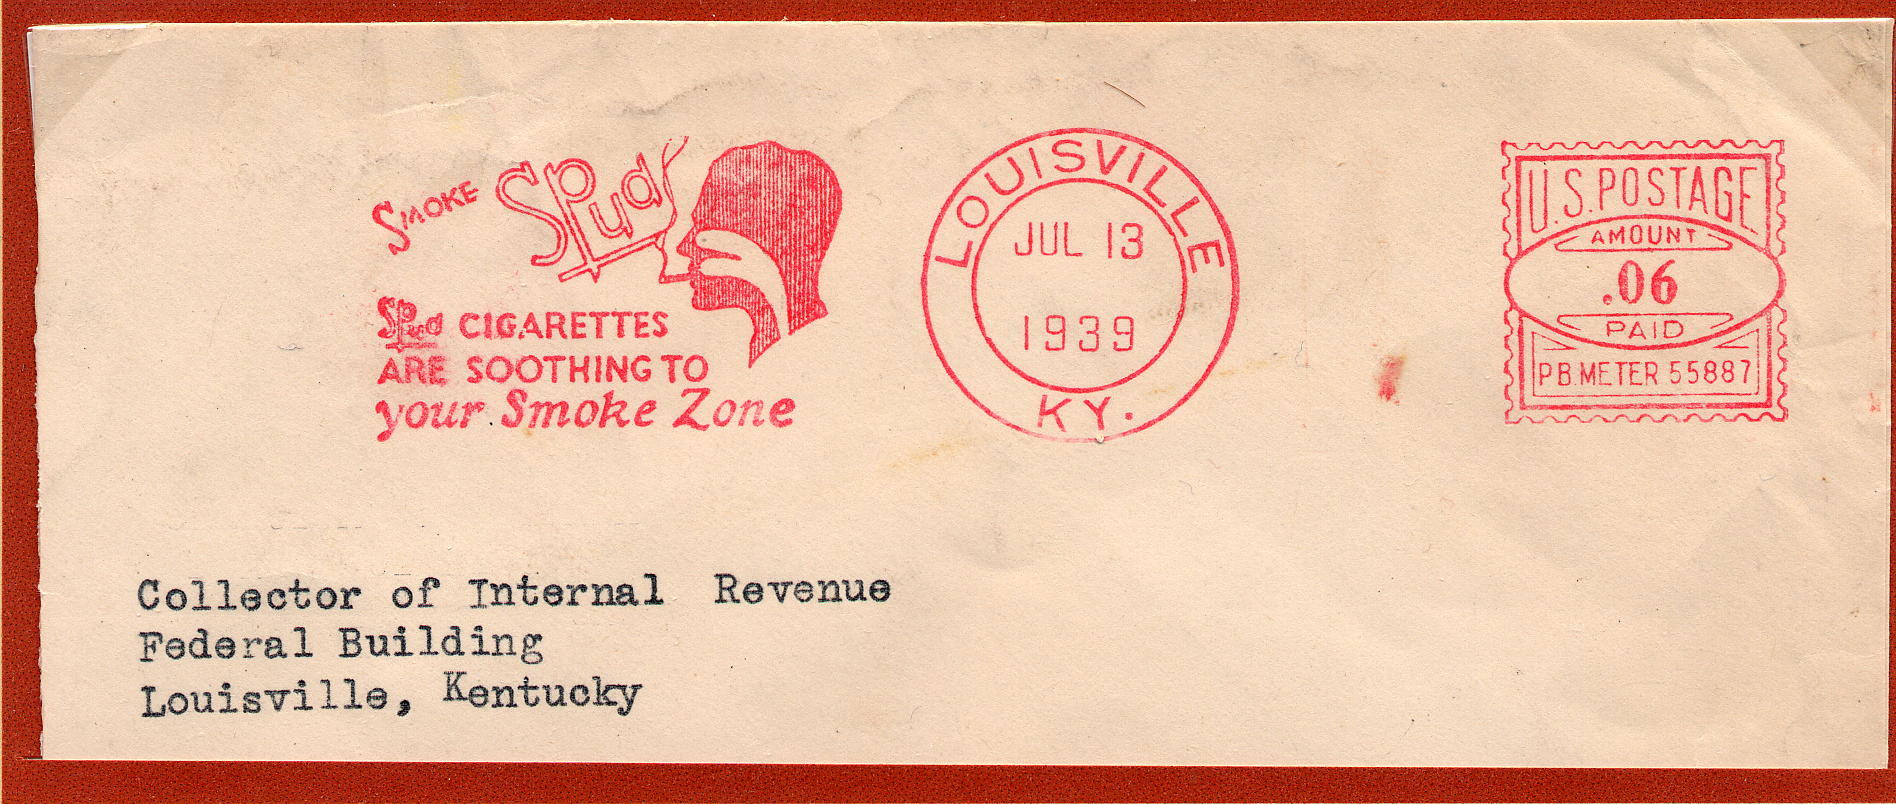 SMOKE Spud
Spud CIGARETTES
ARE SOOTHING TO
your Smoke Zone
LOUISVILLE
JUL 13
1939
KY.
U.S. POSTAGE
AMOUNT
.06
PAID
P.B. METER 55887
Collector of Internal Revenue
Federal Building
Louisville, Kentucky